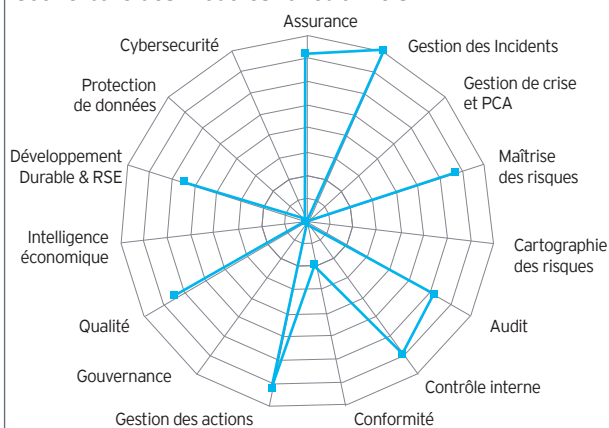 Assurance
Gestion des Incidents
Gestion de crise
et PCA
Maîtrise
des risques
Cartographie
des risques
Audit
Contrôle interne
Conformité
Gestion des actions
Gouvernance
Qualité
Intelligence
économique
Développement
Durable & RSE
Protection
de données
Cybersecurité